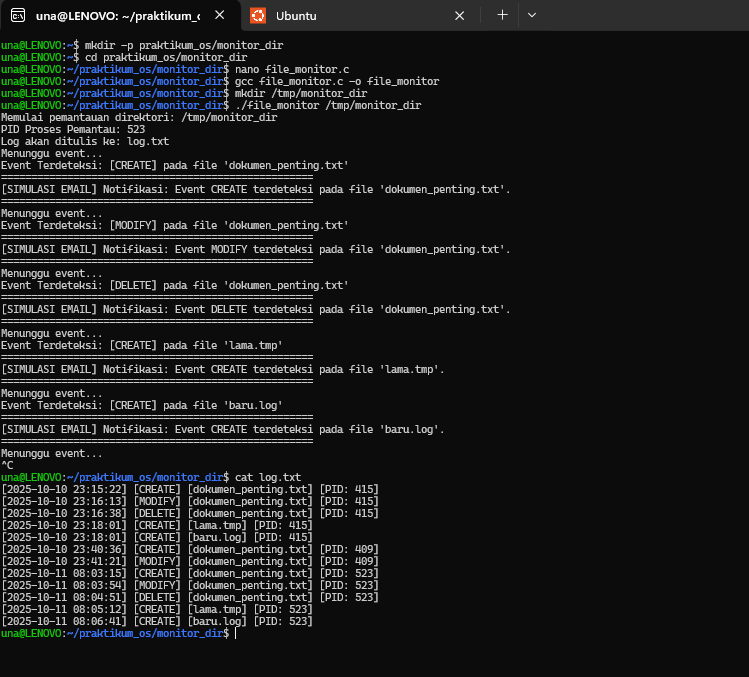 una@LENOVO: ~/praktikum_c
Ubuntu
una@LENOVO:~$ mkdir -p praktikum_os/monitor_dir
una@LENOVO:~$ cd praktikum_os/monitor_dir
una@LENOVO:~/praktikum_os/monitor_dir$ nano file_monitor.c
una@LENOVO:~/praktikum_os/monitor_dir$ gcc file_monitor.c -o file_monitor
una@LENOVO:~/praktikum_os/monitor_dir$ mkdir /tmp/monitor_dir
una@LENOVO:~/praktikum_os/monitor_dir$ ./file_monitor /tmp/monitor_dir
Memulai pemantauan direktori: /tmp/monitor_dir
PID Proses Pemantau: 523
Log akan ditulis ke: log.txt
Menunggu event...
Event Terdeteksi: [CREATE] pada file 'dokumen_penting.txt'
====================================================
[SIMULASI EMAIL] Notifikasi: Event CREATE terdeteksi pada file 'dokumen_penting.txt'.
====================================================
Menunggu event...
Event Terdeteksi: [MODIFY] pada file 'dokumen_penting.txt'
====================================================
[SIMULASI EMAIL] Notifikasi: Event MODIFY terdeteksi pada file 'dokumen_penting.txt'.
====================================================
Menunggu event...
Event Terdeteksi: [DELETE] pada file 'dokumen_penting.txt'
====================================================
[SIMULASI EMAIL] Notifikasi: Event DELETE terdeteksi pada file 'dokumen_penting.txt'.
====================================================
Menunggu event...
Event Terdeteksi: [CREATE] pada file 'lama.tmp'
====================================================
[SIMULASI EMAIL] Notifikasi: Event CREATE terdeteksi pada file 'lama.tmp'.
====================================================
Menunggu event...
Event Terdeteksi: [CREATE] pada file 'baru.log'
====================================================
[SIMULASI EMAIL] Notifikasi: Event CREATE terdeteksi pada file 'baru.log'.
====================================================
Menunggu event...
^C
una@LENOVO:~/praktikum_os/monitor_dir$ cat log.txt
[2025-10-10 23:15:22] [CREATE] [dokumen_penting.txt] [PID: 415]
[2025-10-10 23:16:13] [MODIFY] [dokumen_penting.txt] [PID: 415]
[2025-10-10 23:16:38] [DELETE] [dokumen_penting.txt] [PID: 415]
[2025-10-10 23:18:01] [CREATE] [lama.tmp] [PID: 415]
[2025-10-10 23:18:01] [CREATE] [baru.log] [PID: 415]
[2025-10-10 23:40:36] [CREATE] [dokumen_penting.txt] [PID: 409]
[2025-10-10 23:41:21] [MODIFY] [dokumen_penting.txt] [PID: 409]
[2025-10-11 08:03:15] [CREATE] [dokumen_penting.txt] [PID: 523]
[2025-10-11 08:03:54] [MODIFY] [dokumen_penting.txt] [PID: 523]
[2025-10-11 08:04:51] [DELETE] [dokumen_penting.txt] [PID: 523]
[2025-10-11 08:05:12] [CREATE] [lama.tmp] [PID: 523]
[2025-10-11 08:06:41] [CREATE] [baru.log] [PID: 523]
una@LENOVO:~/praktikum_os/monitor_dir$